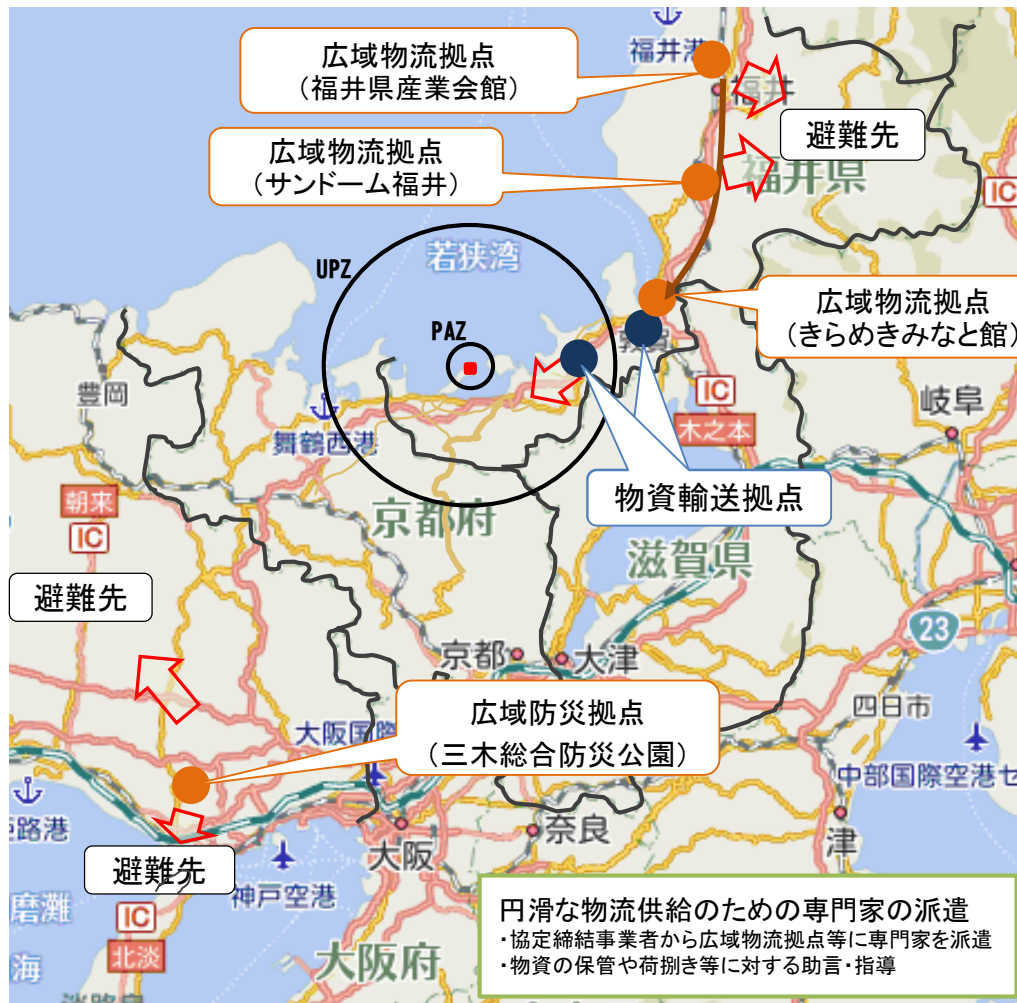 福井港
広域物流拠点
（福井県産業会館）
福井
避難先
広域物流拠点
（サンドーム福井）
福井県
IC
若狭湾
UPZ
PAZ
広域物流拠点
（きらめきみなと館）
豊岡
舞鶴西港
IC
木之本
岐阜
朝来
IC
京都府
物資輸送拠点
滋賀県
避難先
23
京都
大津
広域防災拠点
（三木総合防災公園）
大阪国際
四日市
中部国際空港セ
路港
奈良
津
大阪
避難先
神戸空港
磨灘
IC
北淡
海
大阪府
淡路島
円滑な物流供給のための専門家の派遣
・協定締結事業者から広域物流拠点等に専門家を派遣
・物資の保管や荷捌き等に対する助言・指導